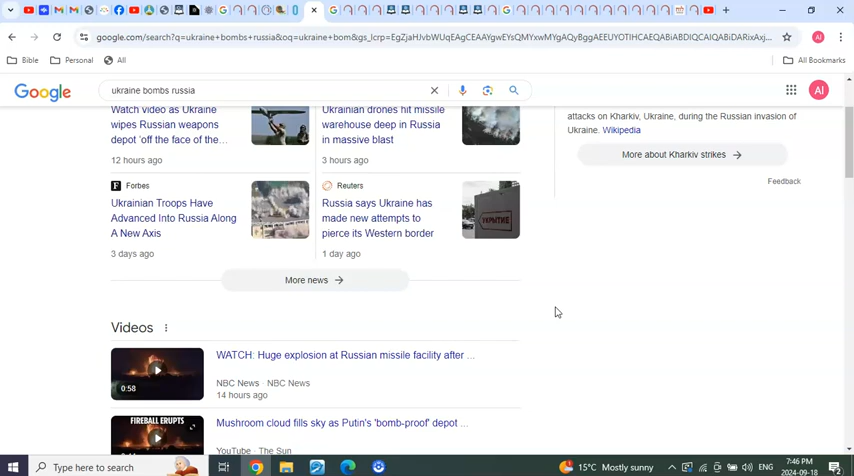 google.com/search?q=ukraine+bombs+russia&oq=ukraine+bom&gs_lcrp=EgZjaHJvbWUqEAgCEAAYgwEYsQMYxwMYgAQyBggAEEUYOTIHCAEQABiABDIQCAIQABiDARixAxj...
Bible
Personal
All
All Bookmarks
Google
ukraine bombs russia
AI
AI
Watch video as Ukraine
wipes Russian weapons
depot 'off the face of the...
12 hours ago
Ukrainian drones hit missile
warehouse deep in Russia
in massive blast
3 hours ago
attacks on Kharkiv, Ukraine, during the Russian invasion of
Ukraine. Wikipedia
More about Kharkiv strikes
Feedback
Forbes
Ukrainian Troops Have
Advanced Into Russia Along
A New Axis
3 days ago
Reuters
Russia says Ukraine has
made new attempts to
pierce its Western border
1 day ago
УКРЫТИЕ
More news
Videos
WATCH: Huge explosion at Russian missile facility after ...
NBC News · NBC News
14 hours ago
0:58
Mushroom cloud fills sky as Putin's 'bomb-proof' depot ...
YouTube · The Sun
FIREBALL ERUPTS
Type here to search
15°C Mostly sunny
ENG
7:46 PM
2024-09-18
2